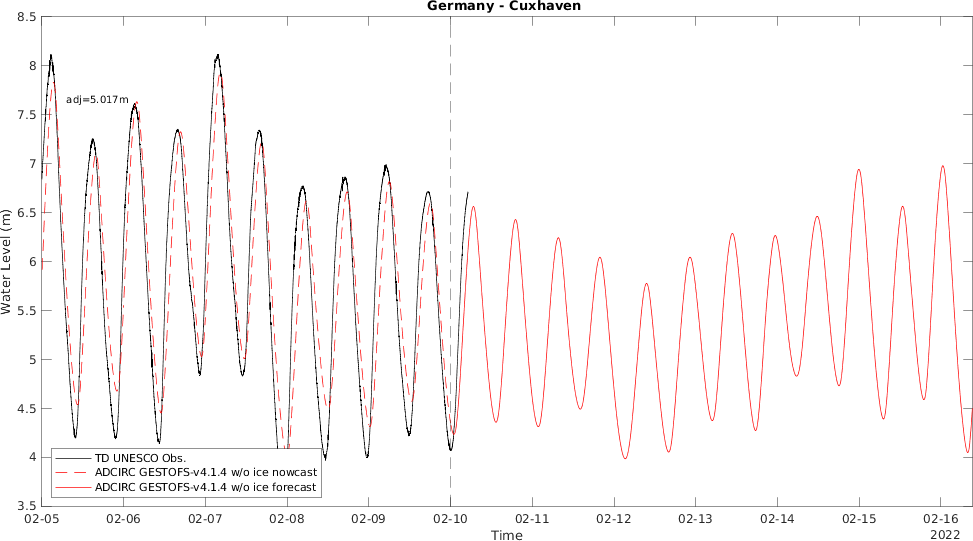 Germany - Cuxhaven
8.5
8
7.5
7
6.5
6
5.5
5
4.5
4
3.5
Water Level (m)
adj=5.017m
TD UNESCO Obs.
ADCIRC GESTOFS-v4.1.4 w/o ice nowcast
ADCIRC GESTOFS-v4.1.4 w/o ice forecast
02-05 02-06 02-07 02-08 02-09 02-10 02-11 02-12 02-13 02-14 02-15 02-16
2022
Time